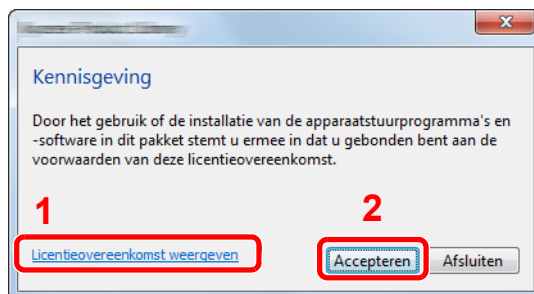 Kennisgeving
Door het gebruik of de installatie van de apparaatstuurprogramma's en
-software in dit pakket stemt u ermee in dat u gebonden bent aan de
voorwaarden van deze licentieovereenkomst.
1
2
Licentieovereenkomst weergeven
Accepteren Afsluiten